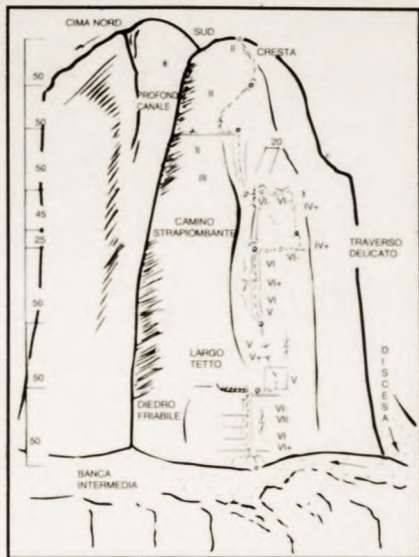 CIMA NORD
SUD
II
CRESTA
50
II
PROFONDO
CANALE
II
50
II
20
50
III
VI-
VI-
IV+
45
CAMINO
STRAPIOMBANTE
IV+
TRAVERSO
DELICATO
25
VI
VI-
VI+
VI
50
V
V
LARGO
TETTO
V+
V
DISCESA
50
DIEDRO
FRIABILE
VI-
VII
VI
50
VI+
BANCA
INTERMEDIA